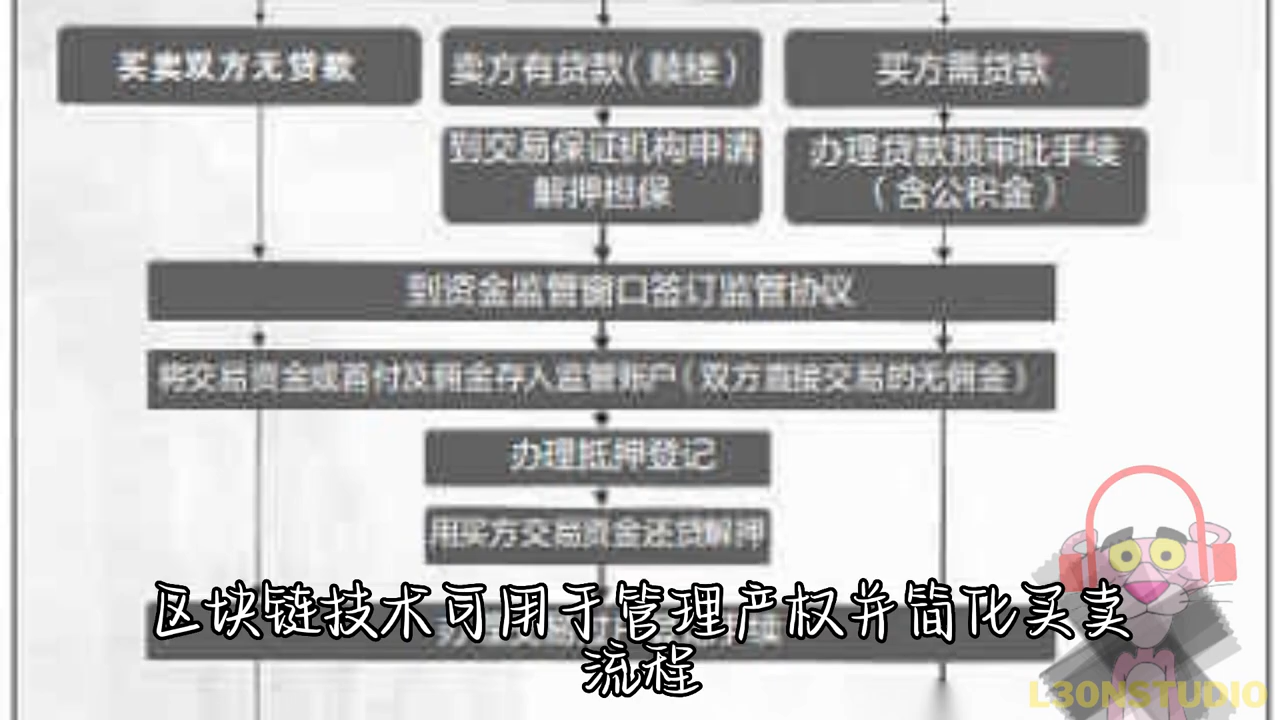 买卖双方无贷款
卖方有贷款（赎楼）
买方需贷款
到交易保证机构申请
解押担保
办理贷款预审批手续
（含公积金）
到资金监管窗口签订监管协议
将交易资金或首付及佣金存入监管账户（双方直接交易的无佣金）
办理抵押登记
用买方交易资金还贷解押
区块链技术可用于管理产权并简化买卖
流程
L30NSTUDIO